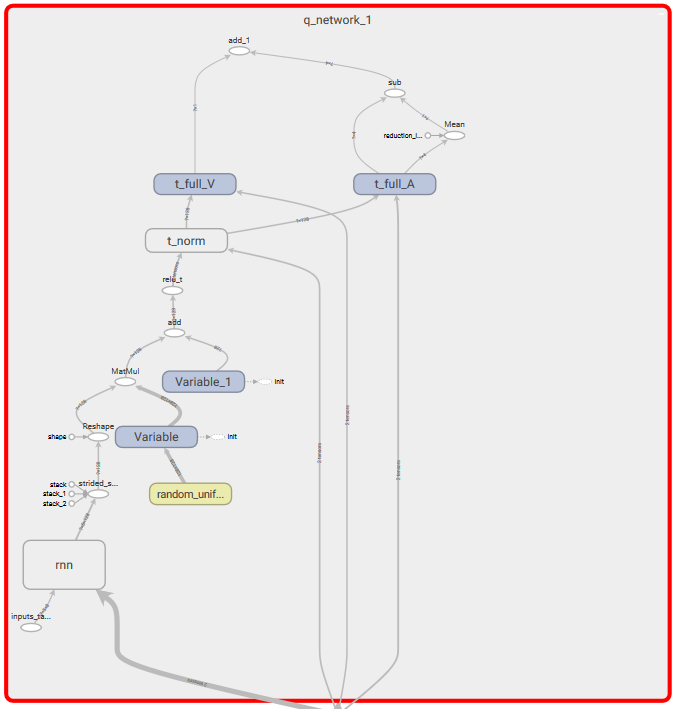 q_network_1
add_1
sub
Mean
reduction_i...
t_full_V
t_full_A
t_norm
relu_t
add
MatMul
Variable_1
init
Reshape
shape
Variable
init
stack
strided_s...
stack_1
stack_2
random_unif...
rnn
inputs_ta...